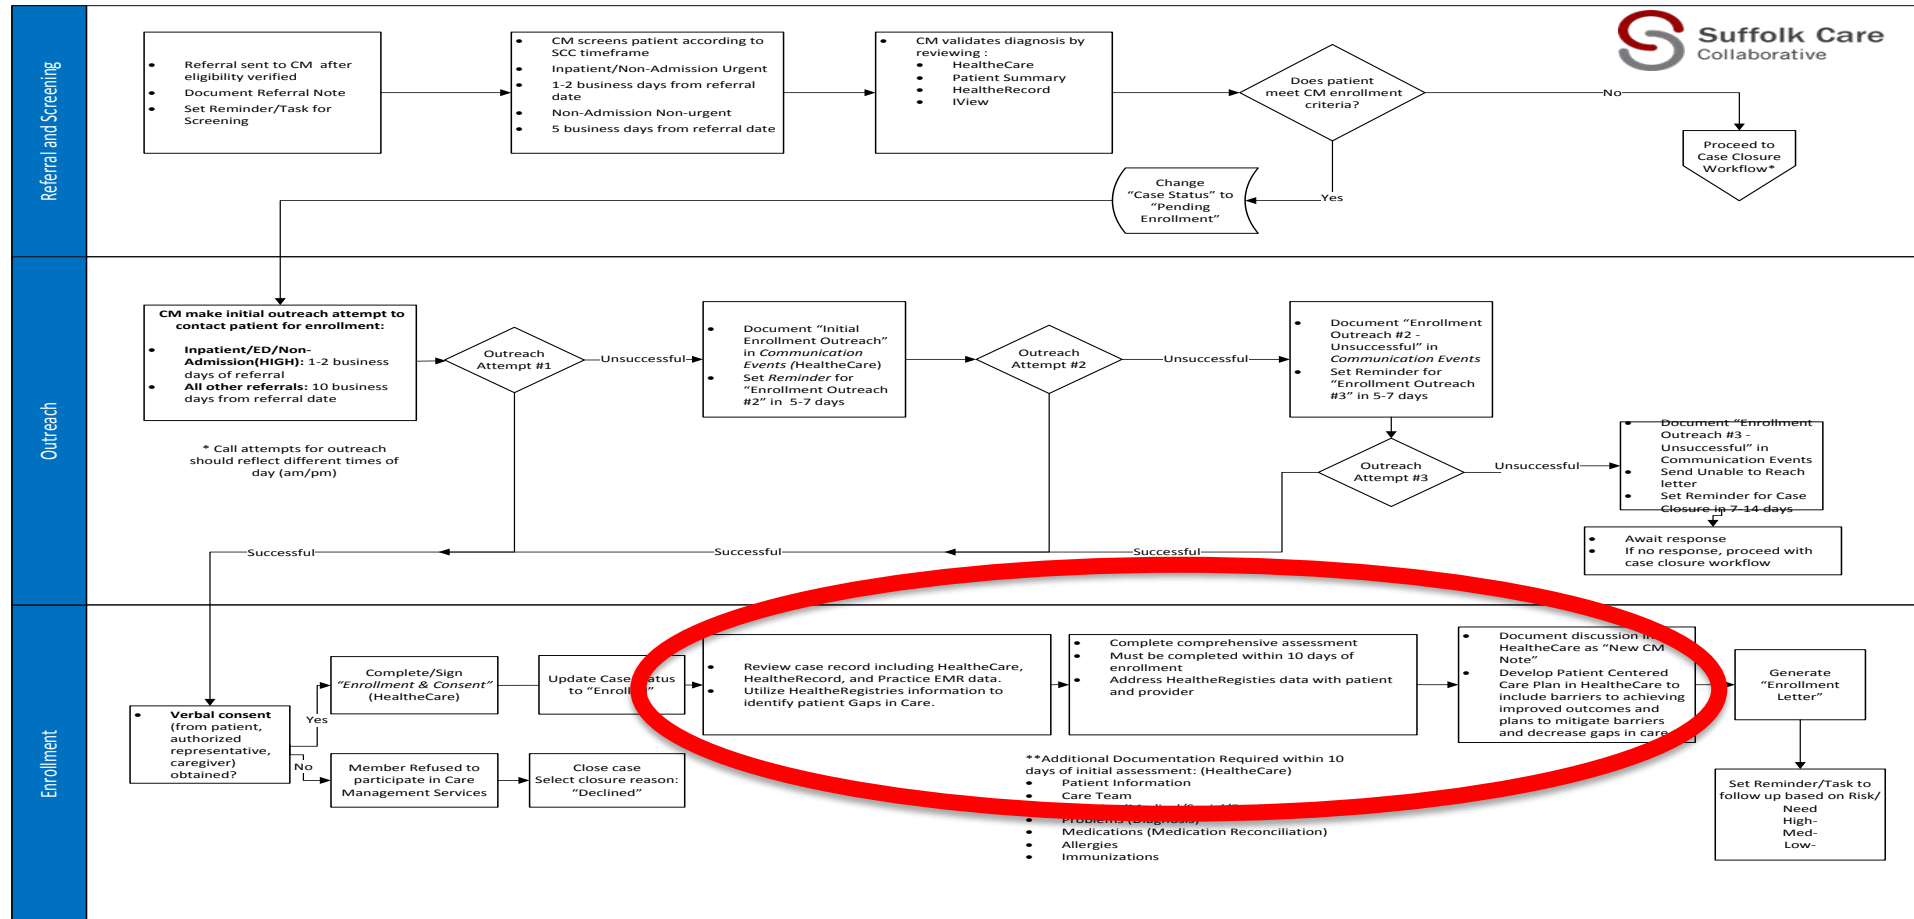 Suffolk Care
Collaborative
Referral and Screening
• Referral sent to CM after
eligibility verified
• Document Referral Note
• Set Reminder/Task for
Screening
• CM screens patient according to
SCC timeframe
• Inpatient/Non-Admission Urgent
• 1-2 business days from referral
date
• Non-Admission Non-urgent
• 5 business days from referral date
• CM validates diagnosis by
reviewing :
• HealtheCare
• Patient Summary
• HealtheRecord
• IView
Does patient
meet CM enrollment
criteria?
No
Proceed to
Case Closure
Workflow*
Yes
Change
“Case Status” to
“Pending
Enrollment”
Outreach
CM make initial outreach attempt to
contact patient for enrollment:
• Inpatient/ED/Non-
Admission(HIGH): 1-2 business
days of referral
• All other referrals: 10 business
days from referral date
* Call attempts for outreach
should reflect different times of
day (am/pm)
Outreach
Attempt #1
Unsuccessful
• Document “Initial
Enrollment Outreach”
in Communication
Events (HealtheCare)
• Set Reminder for
“Enrollment Outreach
#2” in 5-7 days
Outreach
Attempt #2
Unsuccessful
• Document “Enrollment
Outreach #2 -
Unsuccessful” in
Communication Events
• Set Reminder for
“Enrollment Outreach
#3” in 5-7 days
Outreach
Attempt #3
Unsuccessful
• Document “Enrollment
Outreach #3 -
Unsuccessful” in
Communication Events
• Send Unable to Reach
letter
• Set Reminder for Case
Closure in 7-14 days
• Await response
• If no response, proceed with
case closure workflow
Successful
Successful
Successful
Enrollment
• Verbal consent
(from patient,
authorized
representative,
caregiver)
obtained?
Yes
Complete/Sign
“Enrollment & Consent”
(HealtheCare)
Update Case Status
to
No
Member Refused to
participate in Care
Management Services
Close case
Select closure reason:
“Declined”
• Review case record including HealtheCare,
HealtheRecord, and Practice EMR data.
• Utilize HealtheRegistries information to
identify patient Gaps in Care.
• Complete comprehensive assessment
• Must be completed within 10 days of
enrollment
• Address HealtheRegisties data with patient
and provider
• Document discussion in
HealtheCare as “New CM
Note”
• Develop Patient Centered
Care Plan in HealtheCare to
include barriers to achieving
improved outcomes and
plans to mitigate barriers
and decrease gaps in care
Generate
“Enrollment
Letter”
Set Reminder/Task to
follow up based on Risk/
Need
High-
Med-
Low-
**Additional Documentation Required within 10
days of initial assessment: (HealtheCare)
• Patient Information
• Care Team
• Problems (Diagnosis)
• Medications (Medication Reconciliation)
• Allergies
• Immunizations